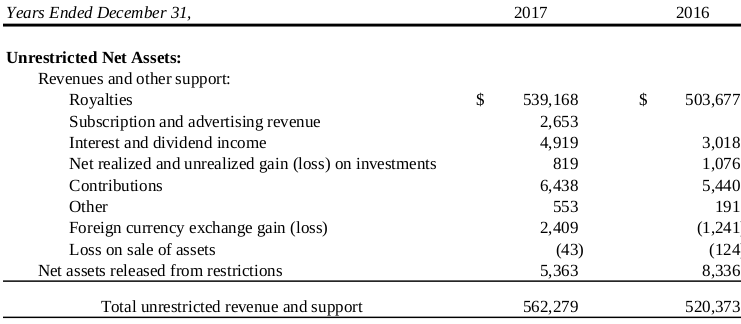 Years Ended December 31, 2017 2016
Unrestricted Net Assets:
Revenues and other support:
Royalties $ 539,168 $ 503,677
Subscription and advertising revenue 2,653
Interest and dividend income 4,919 3,018
Net realized and unrealized gain (loss) on investments 819 1,076
Contributions 6,438 5,440
Other 553 191
Foreign currency exchange gain (loss) 2,409 (1,241)
Loss on sale of assets (43) (124
Net assets released from restrictions 5,363 8,336
Total unrestricted revenue and support 562,279 520,373